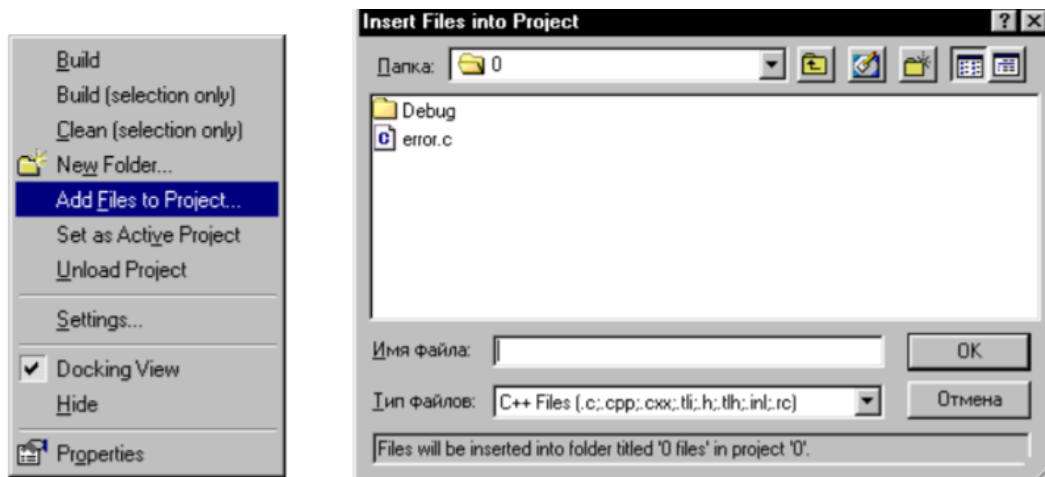 Build
Build (selection only)
Clean (selection only)
New Folder...
Add Files to Project...
Set as Active Project
Unload Project
Settings...
Docking View
Hide
Properties
Insert Files into Project
Папка: 0
Debug
error.c
Имя файла:
OK
Тип файлов: C++ Files (.c;.cpp;.cxx;.tli;.h;.tlh;.inl;.rc)
Отмена
Files will be inserted into folder titled '0 files' in project '0'.